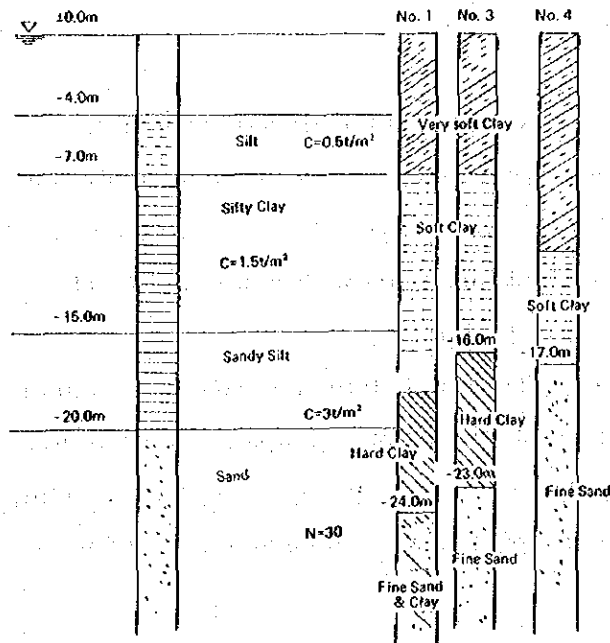 ±0.0m
No. 1
No. 3
No. 4
-4.0m
Very soft Clay
Silt C=0.5t/m²
-7.0m
Silty Clay
Soft Clay
C=1.5t/m²
Soft Clay
-15.0m
-16.0m
-17.0m
Sandy Silt
-20.0m
C=3t/m²
Hard Clay
Hard Clay
Sand
-23.0m
Fine Sand
-24.0m
N=30
Fine Sand
Fine Sand
& Clay